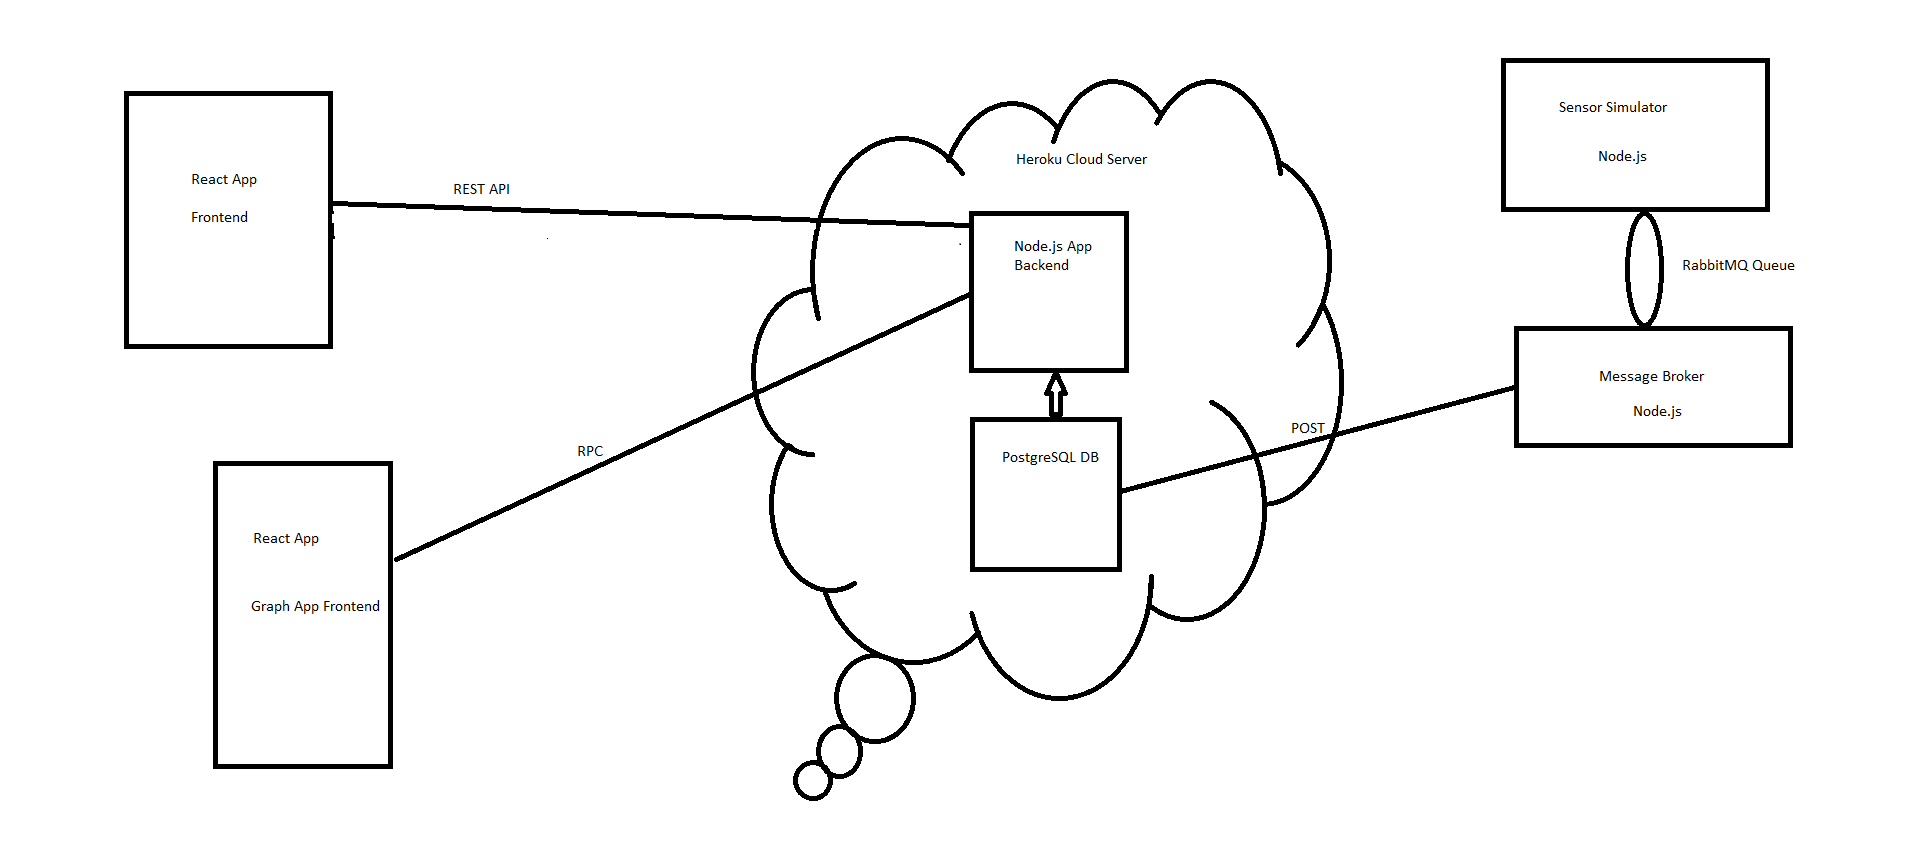 React App
Frontend
REST API
Heroku Cloud Server
Node.js App
Backend
PostgreSQL DB
RPC
React App
Graph App Frontend
POST
Sensor Simulator
Node.js
RabbitMQ Queue
Message Broker
Node.js